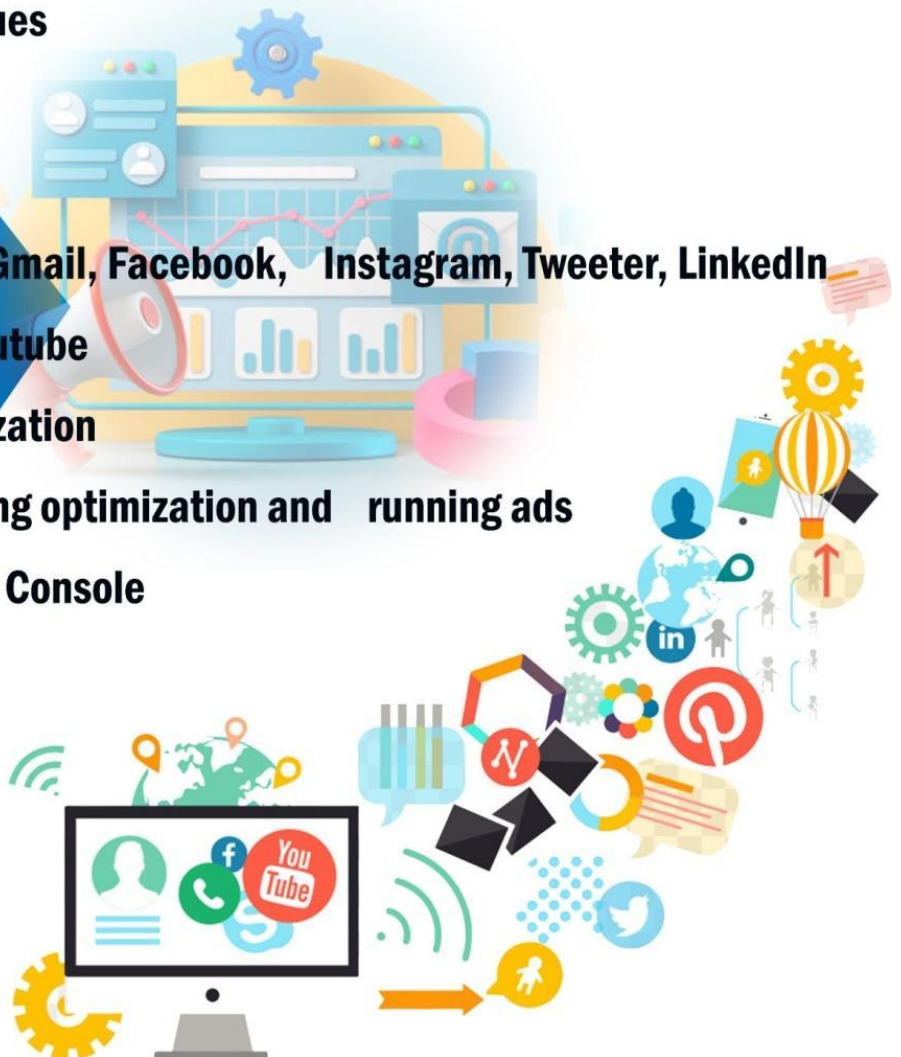 ues
Gmail, Facebook, Instagram, Tweeter, LinkedIn
utube
zation
ng optimization and running ads
Console
in
f
You
Tube